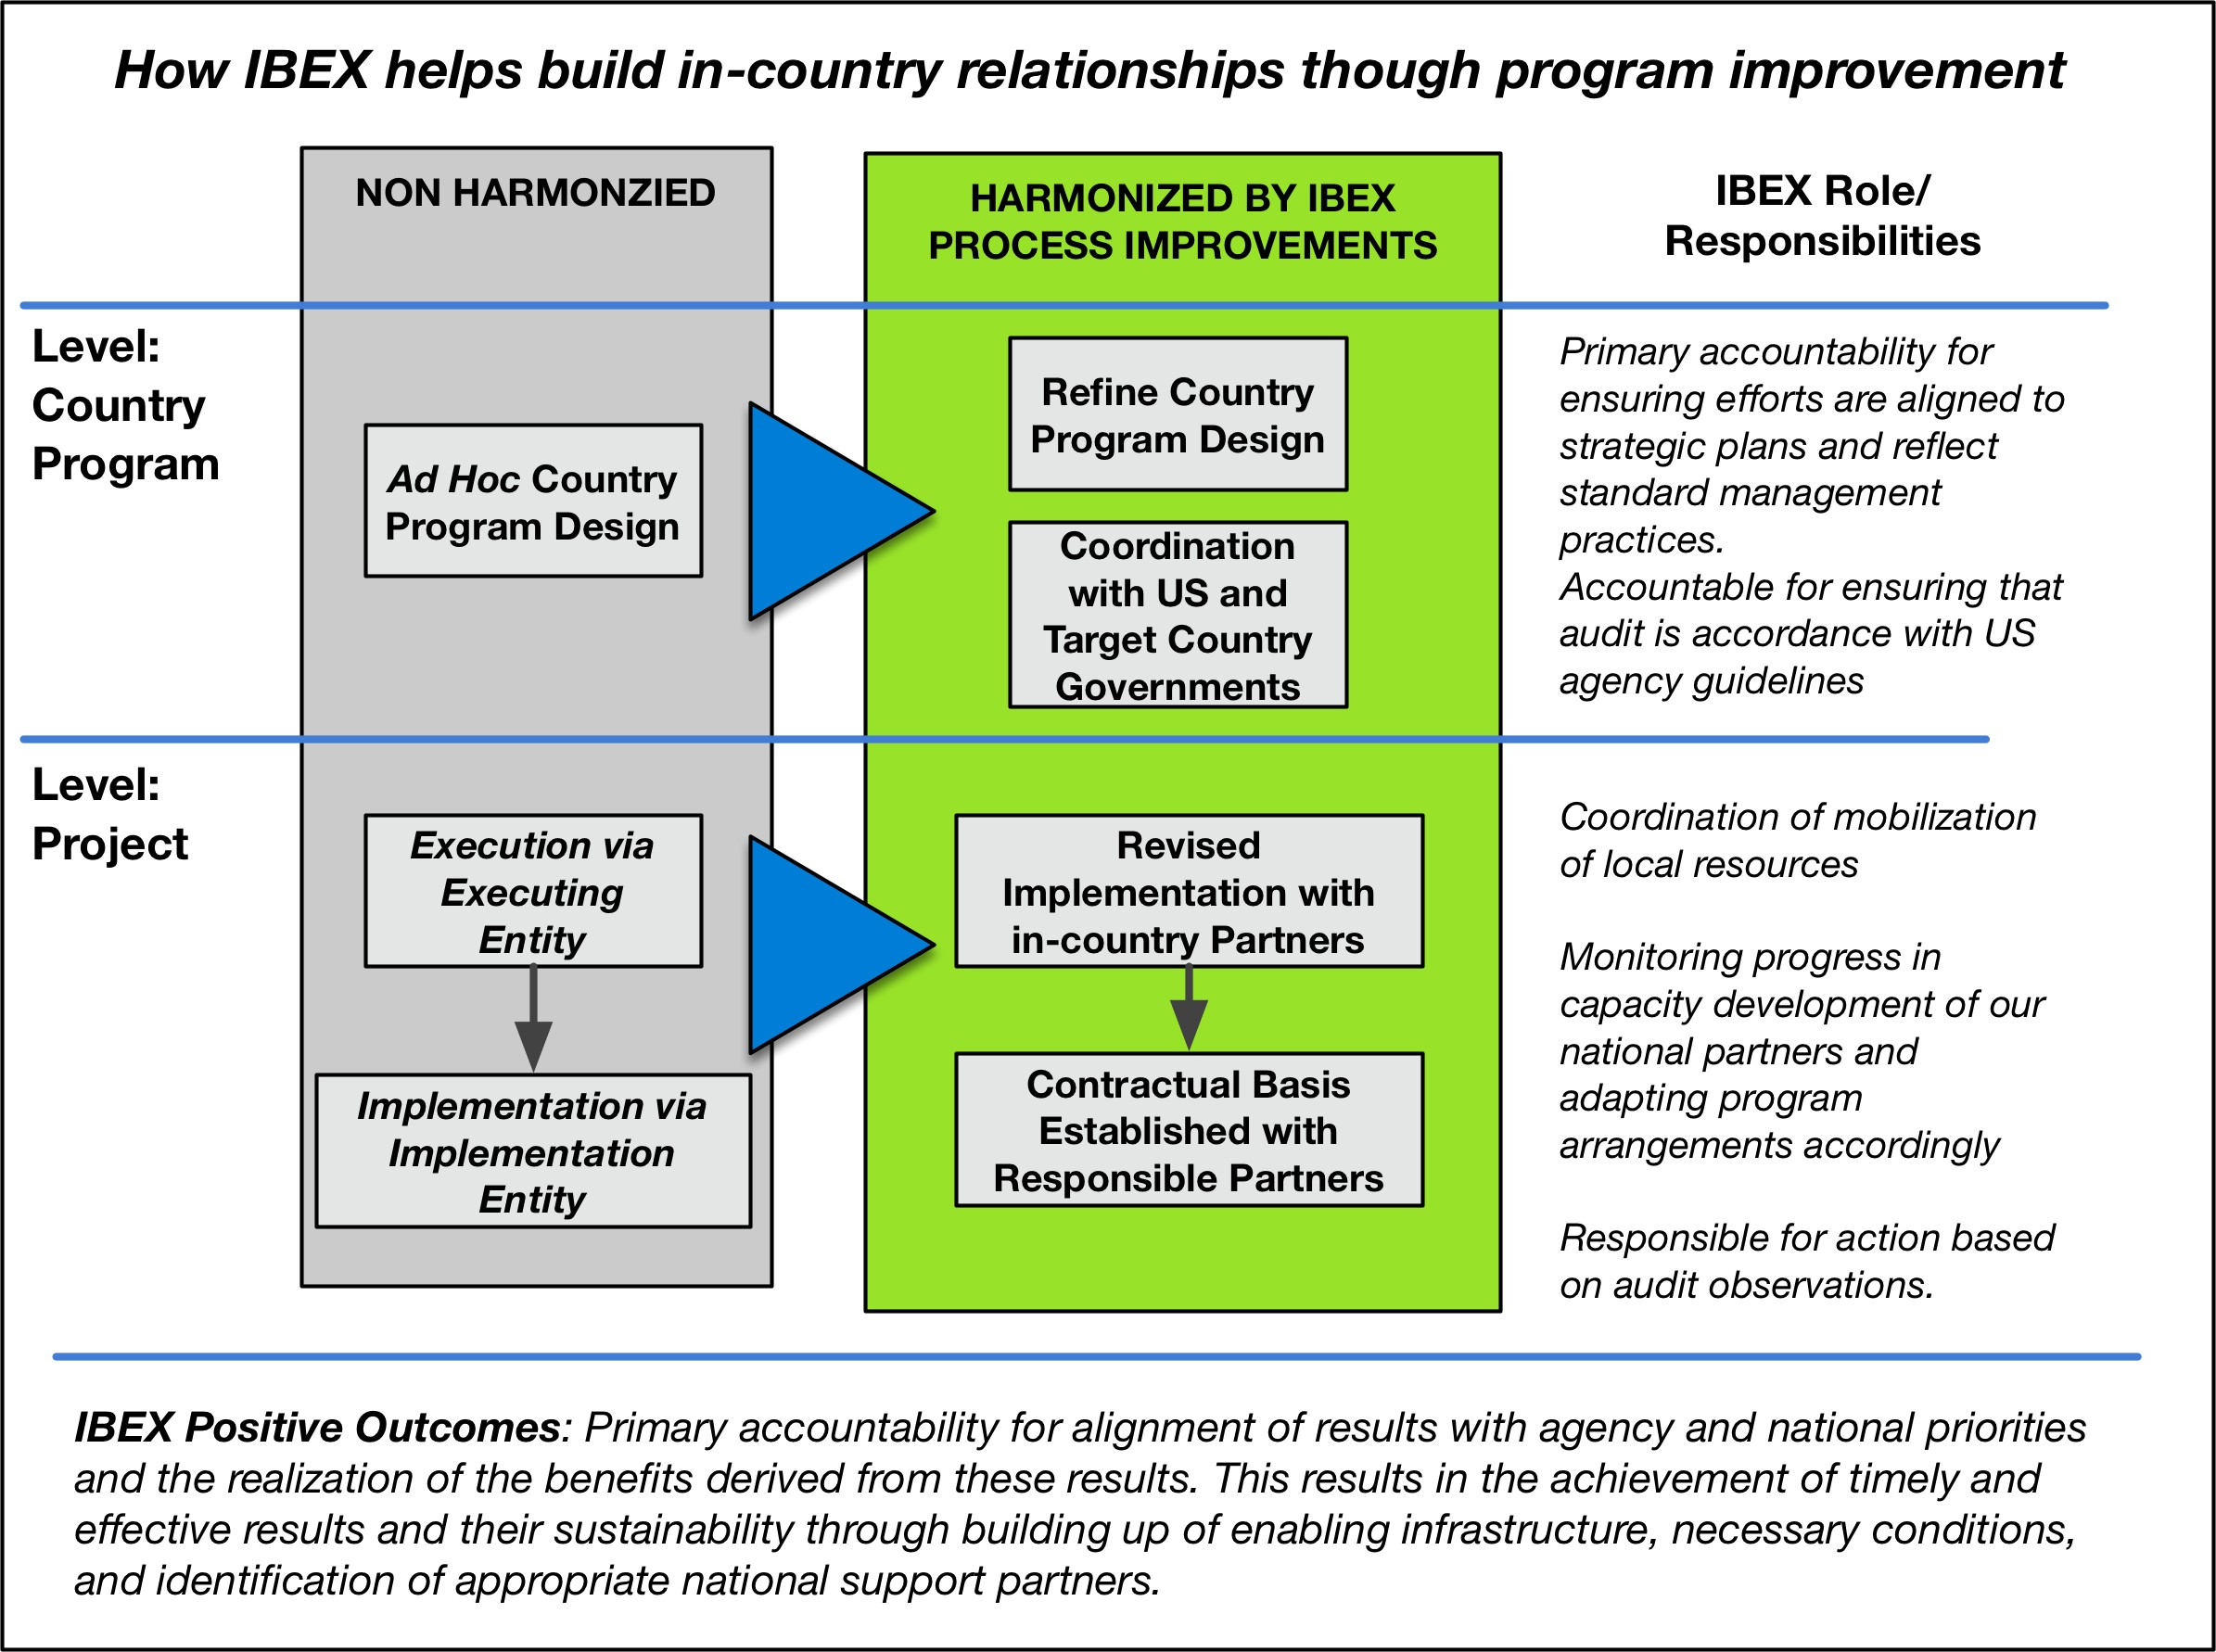 How IBEX helps build in-country relationships though program improvement
NON HARMONZIED
HARMONIZED BY IBEX
PROCESS IMPROVEMENTS
IBEX Role/
Responsibilities
Level:
Country
Program
Ad Hoc Country
Program Design
Refine Country
Program Design
Coordination
with US and
Target Country
Governments
Primary accountability for
ensuring efforts are aligned to
strategic plans and reflect
standard management
practices.
Accountable for ensuring that
audit is accordance with US
agency guidelines
Level:
Project
Execution via
Executing
Entity
Implementation via
Implementation
Entity
Revised
Implementation with
in-country Partners
Contractual Basis
Established with
Responsible Partners
Coordination of mobilization
of local resources
Monitoring progress in
capacity development of our
national partners and
adapting program
arrangements accordingly
Responsible for action based
on audit observations.
IBEX Positive Outcomes: Primary accountability for alignment of results with agency and national priorities
and the realization of the benefits derived from these results. This results in the achievement of timely and
effective results and their sustainability through building up of enabling infrastructure, necessary conditions,
and identification of appropriate national support partners.